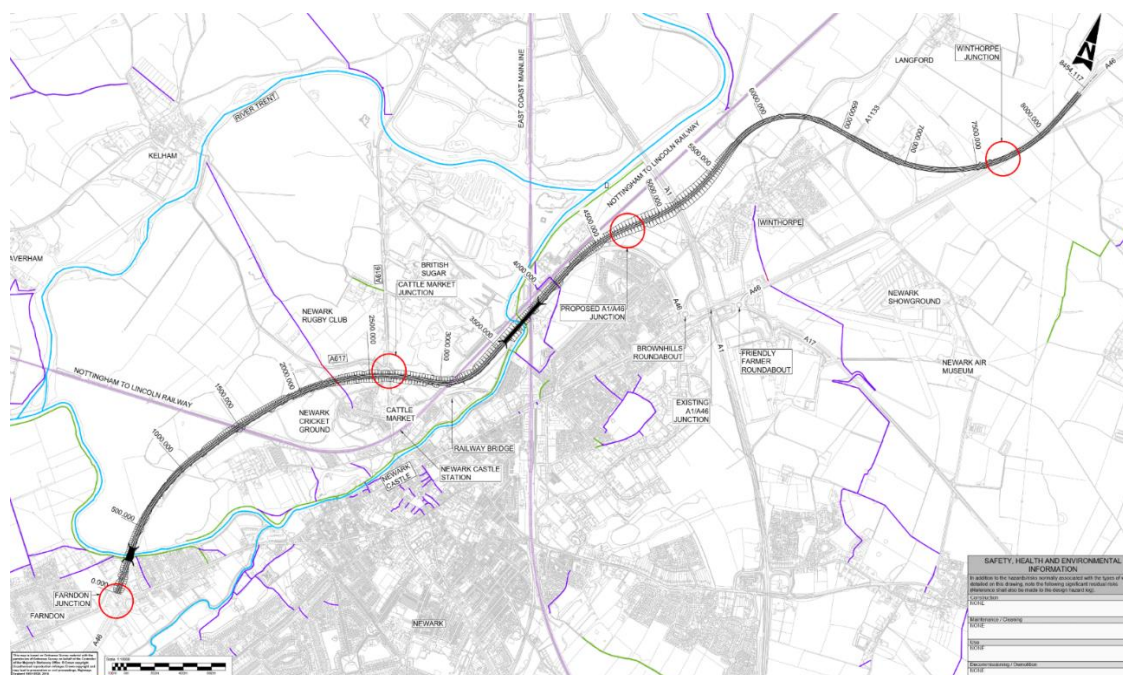 LANGFORD
WINTHORPE
JUNCTION
8494.117
A46
N
EAST COAST MAINLINE
RIVER TRENT
KELHAM
6000.000
6500.000
A1133
7000.000
7500.000
8000.000
NOTTINGHAM TO LINCOLN RAILWAY
5500.000
5000.000
A1
4500.000
4000.000
AVERHAM
BRITISH
SUGAR
A616
CATTLE MARKET
JUNCTION
WINTHORPE
NEWARK
RUGBY CLUB
2500.000
3000.000
3500.000
PROPOSED A1/A46
JUNCTION
A46
A46
NEWARK
SHOWGROUND
A617
2000.000
BROWNHILLS
ROUNDABOUT
A1
FRIENDLY
FARMER
ROUNDABOUT
A17
NEWARK AIR
MUSEUM
NOTTINGHAM TO LINCOLN RAILWAY
1500.000
NEWARK
CRICKET
GROUND
CATTLE
MARKET
EXISTING
A1/A46
JUNCTION
1000.000
RAILWAY BRIDGE
NEWARK CASTLE
STATION
NEWARK
CASTLE
500.000
0.000
FARNDON
JUNCTION
FARNDON
A46
NEWARK
SAFETY, HEALTH AND ENVIRONMENTAL
INFORMATION
Construction
NONE
Maintenance / Cleaning
NONE
Use
NONE
Decommissioning / Demolition
NONE